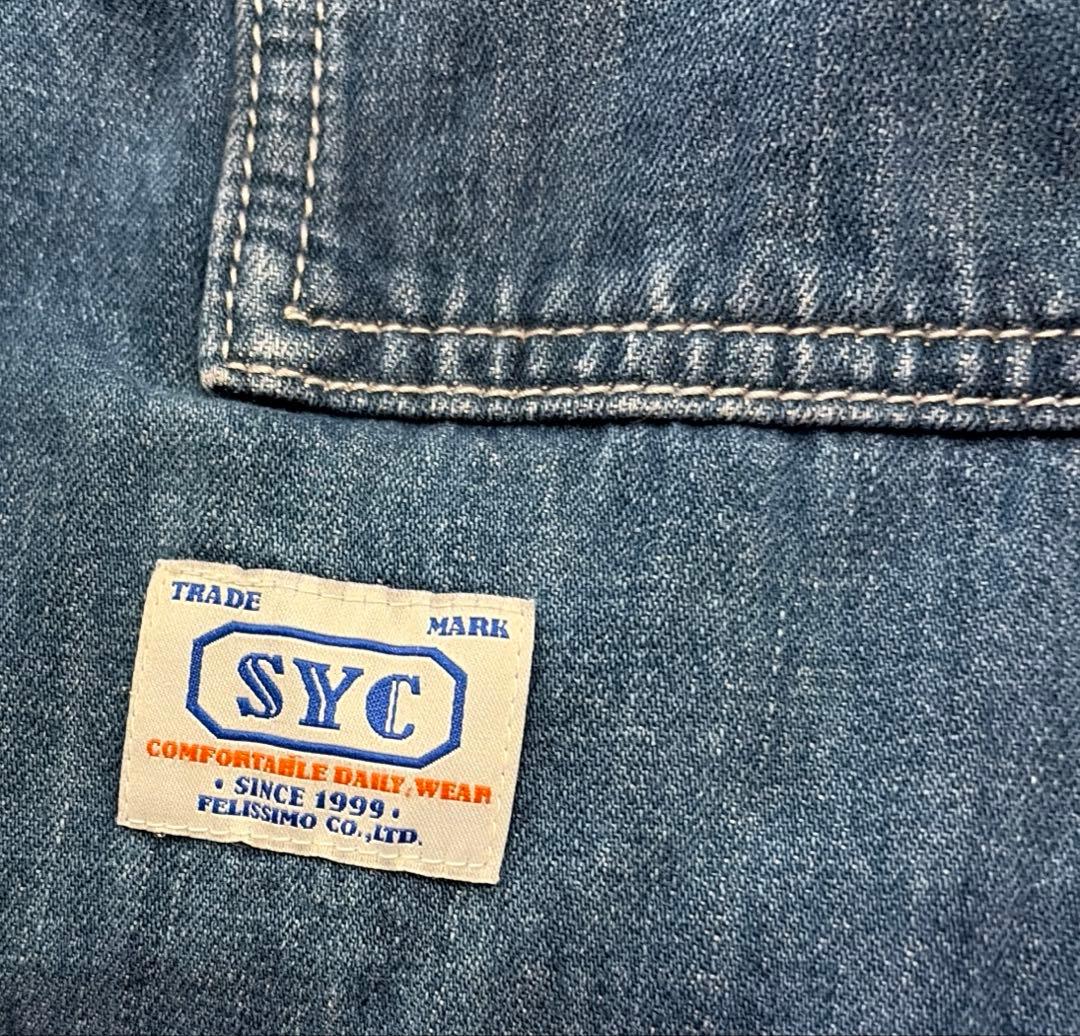 TRADE
MARK
SYC
COMFORTABLE DAILY WEAR
• SINCE 1999 •
FELISSIMO CO.,LTD.